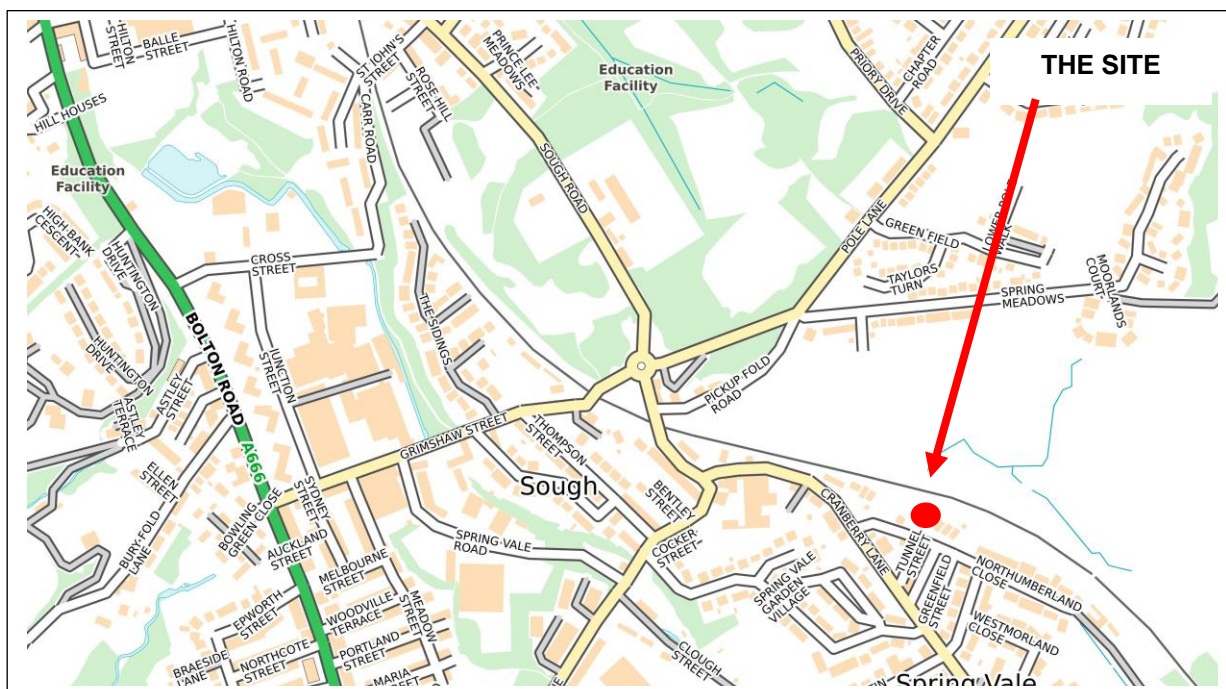 THE SITE
HILTON
STREET
BALLE
STREET
HILTON ROAD
HILL HOUSES
Education
Facility
HIGH BANK
CRESCENT
HUNTINGTON
DRIVE
HUNTINGTON
DRIVE
ASTLEY
TERRACE
ASTLEY
STREET
BOLTON ROAD
A666
ELLEN
STREET
BURY FOLD
LANE
BOWLING
GREEN CLOSE
CROSS
STREET
JUNCTION
STREET
ST JOHN'S
STREET
CARR ROAD
ROSE HILL
STREET
PRINCE LEE
MEADOWS
SOUGH ROAD
Education
Facility
PRIORY DRIVE
CHAPTER
ROAD
POLE LANE
GREEN FIELD
TAYLORS
TURN
WALK
SPRING
MEADOWS
MOORLANDS
COURT
PICKUP FOLD
ROAD
THE SIDINGS
GRIMSHAW STREET
THOMPSON
STREET
Sough
BENTLEY
STREET
COCKER
STREET
SPRING VALE
ROAD
SYDNEY
STREET
AUCKLAND
STREET
MELBOURNE
STREET
EPWORTH
STREET
WOODVILLE
TERRACE
MEADOW
STREET
NORTHCOTE
STREET
PORTLAND
STREET
BRAESIDE
LANE
MARIA
CLOUGH
STREET
SPRING VALE
GARDEN
VILLAGE
CRANBERRY LANE
TUNNEL
STREET
GREENFIELD
STREET
NORTHUMBERLAND
CLOSE
WESTMORLAND
CLOSE
Spring Vale